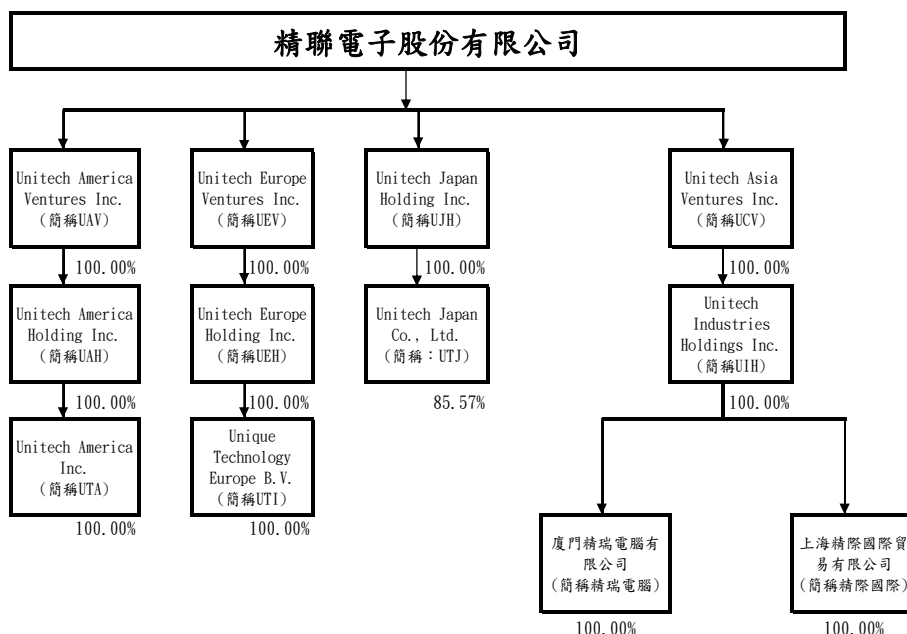 精聯電子股份有限公司
Unitech America
Ventures Inc.
(簡稱UAV)
Unitech Europe
Ventures Inc.
(簡稱UEV)
Unitech Japan
Holding Inc.
(簡稱UJH)
Unitech Asia
Ventures Inc.
(簡稱UCV)
100.00%
100.00%
100.00%
100.00%
Unitech America
Holding Inc.
(簡稱UAH)
Unitech Europe
Holding Inc.
(簡稱UEH)
Unitech Japan
Co., Ltd.
(簡稱：UTJ)
Unitech
Industries
Holdings Inc.
(簡稱UIH)
100.00%
100.00%
85.57%
100.00%
Unitech America
Inc.
(簡稱UTA)
Unique
Technology
Europe B.V.
(簡稱UTI)
100.00%
100.00%
廈門精瑞電腦有
限公司
(簡稱精瑞電腦)
上海精際國際貿
易有限公司
(簡稱精際國際)
100.00%
100.00%